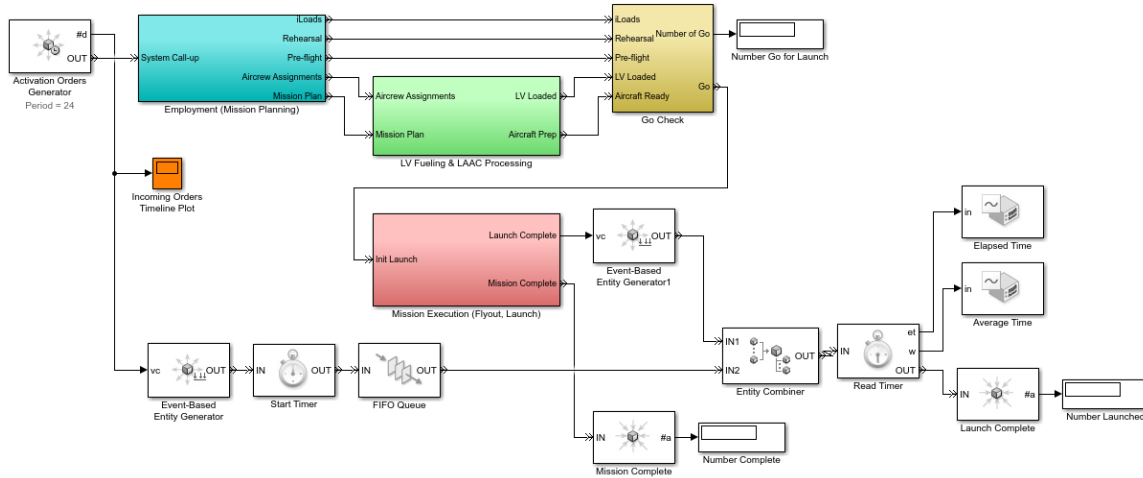 #d
OUT
Activation Orders
Generator
Period = 24
System Call-up
iLoads
Rehearsal
Pre-flight
Aircrew Assignments
Mission Plan
Employment (Mission Planning)
Aircrew Assignments
Mission Plan
LV Loaded
Aircraft Prep
LV Fueling & LAAC Processing
iLoads
Rehearsal
Pre-flight
LV Loaded
Aircraft Ready
Number of Go
Go
Go Check
Number Go for Launch
Incoming Orders
Timeline Plot
Init Launch
Launch Complete
Mission Complete
Mission Execution (Flyout, Launch)
vc
OUT
Event-Based
Entity Generator1
in
Elapsed Time
in
Average Time
vc
OUT
Event-Based
Entity Generator
IN
OUT
Start Timer
IN
OUT
FIFO Queue
IN1
IN2
OUT
Entity Combiner
IN
et
w
OUT
Read Timer
IN
#a
Launch Complete
Number Launched
IN
#a
Mission Complete
Number Complete